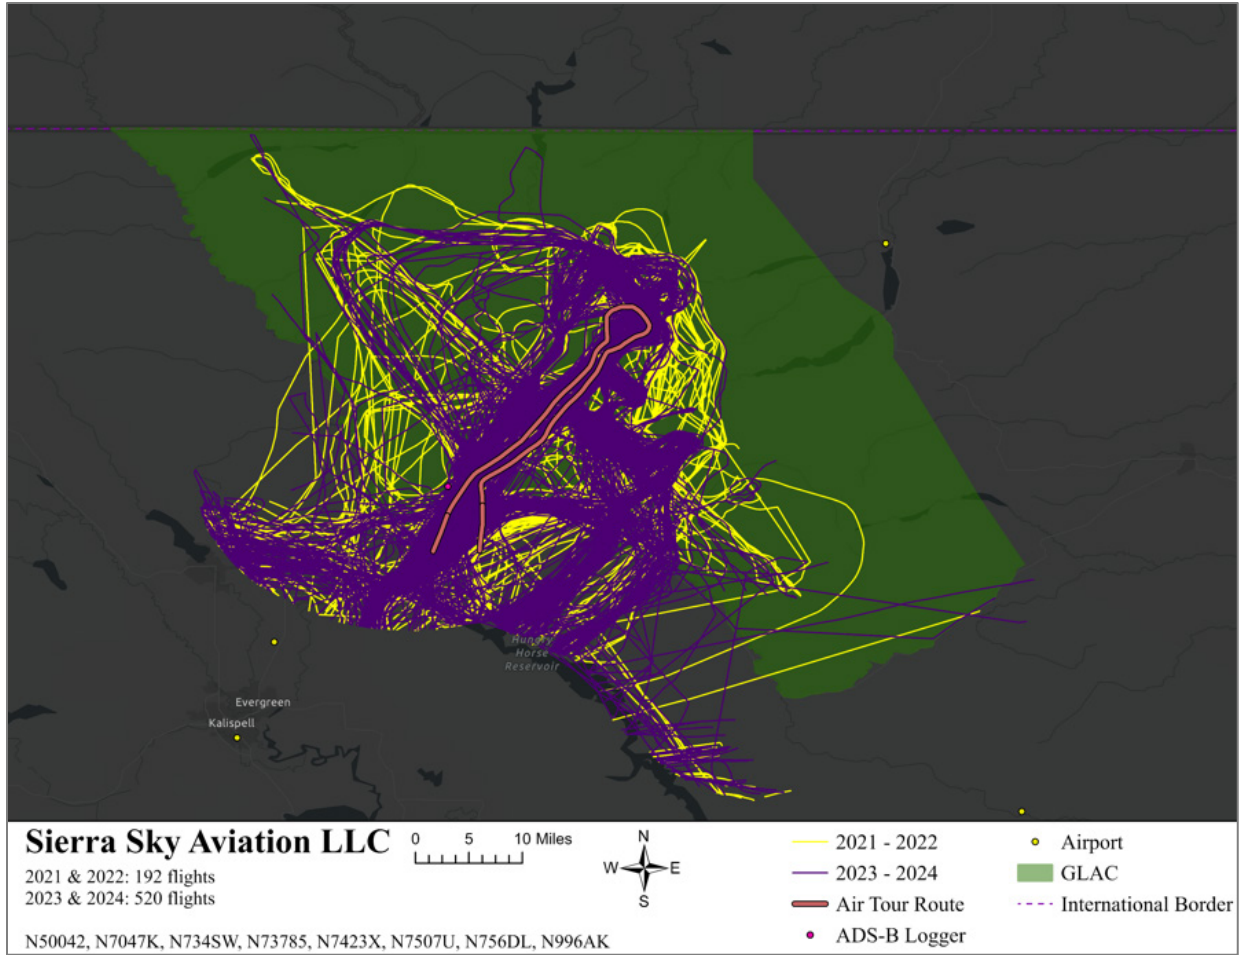 Hungry
Horse
Reservoir
Evergreen
Kalispell
Sierra Sky Aviation LLC
2021 & 2022: 192 flights
2023 & 2024: 520 flights
N50042, N7047K, N734SW, N73785, N7423X, N7507U, N756DL, N996AK
0 5 10 Miles
N
W E
S
2021 - 2022
2023 - 2024
Air Tour Route
ADS-B Logger
Airport
GLAC
International Border